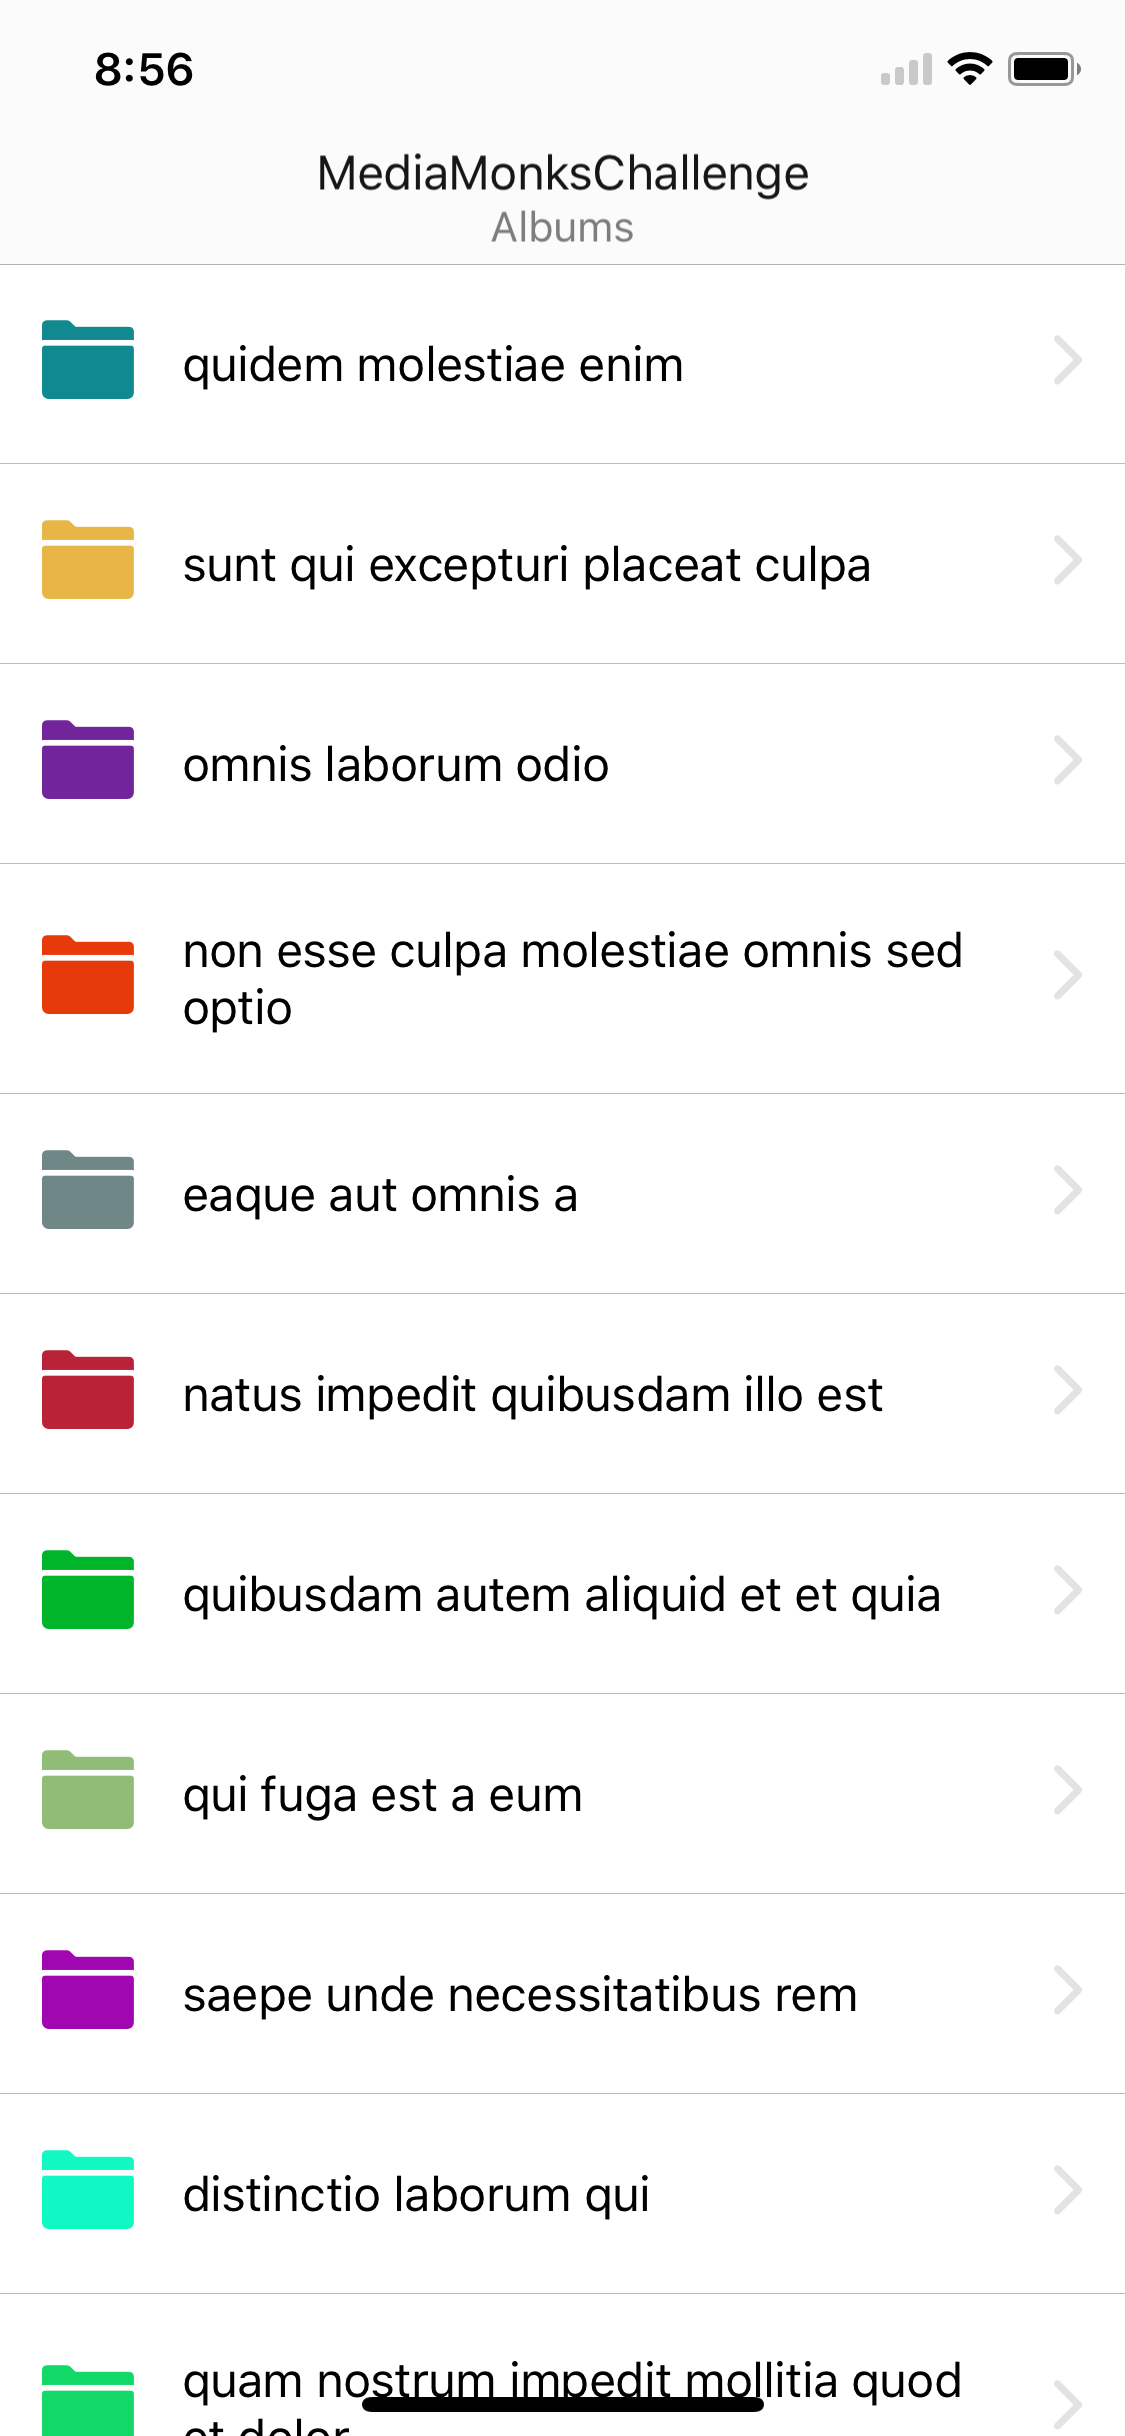 8:56
MediaMonksChallenge
Albums
quidem molestiae enim
sunt qui excepturi placeat culpa
omnis laborum odio
non esse culpa molestiae omnis sed
optio
eaque aut omnis a
natus impedit quibusdam illo est
quibusdam autem aliquid et et quia
qui fuga est a eum
saepe unde necessitatibus rem
distinctio laborum qui
quam nostrum impedit mollitia quod
et dolor